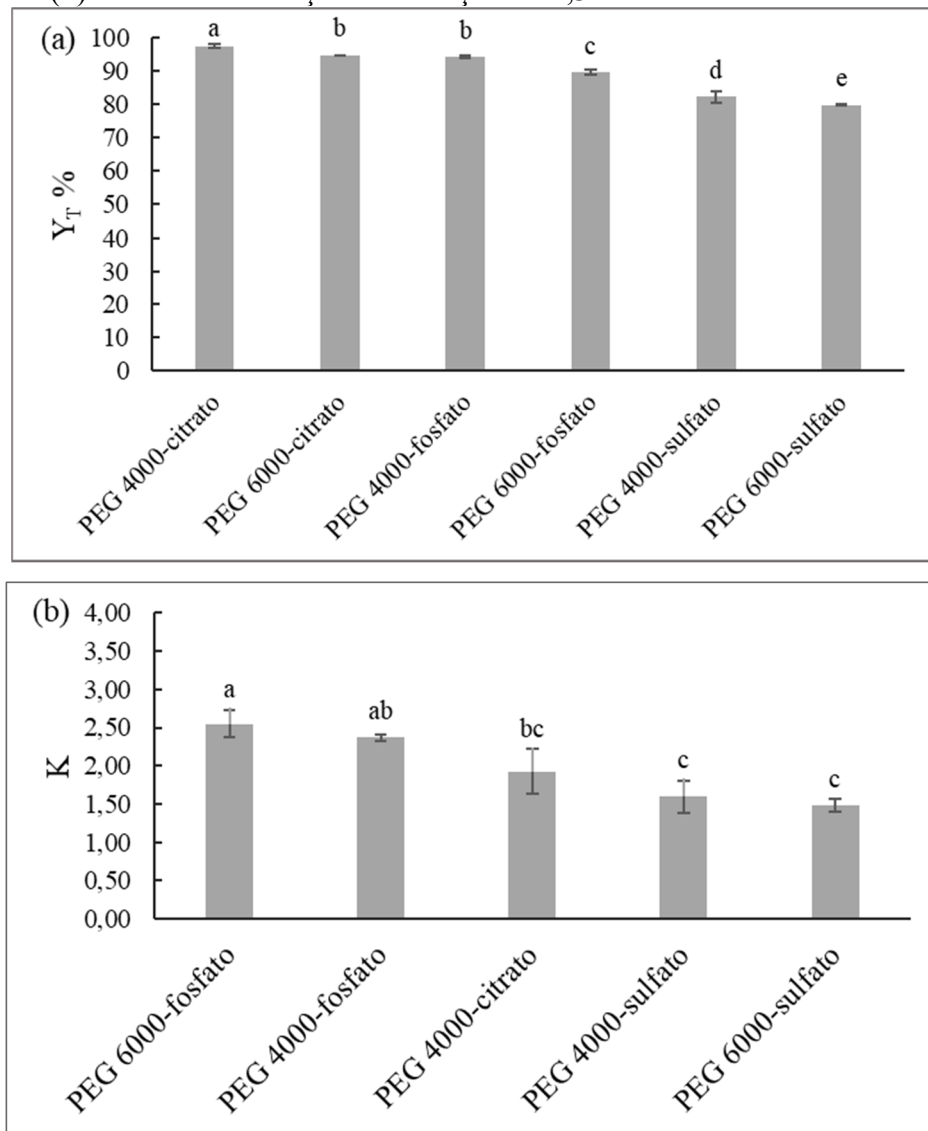 (a)
100
90
80
70
60
50
40
30
20
10
0
Y_T %
a
b
b
c
d
e
PEG 4000-citrato
PEG 6000-citrato
PEG 4000-fosfato
PEG 6000-fosfato
PEG 4000-sulfato
PEG 6000-sulfato
(b)
4,00
3,50
3,00
2,50
2,00
1,50
1,00
0,50
0,00
K
a
ab
bc
c
c
PEG 6000-fosfato
PEG 4000-fosfato
PEG 4000-citrato
PEG 4000-sulfato
PEG 6000-sulfato